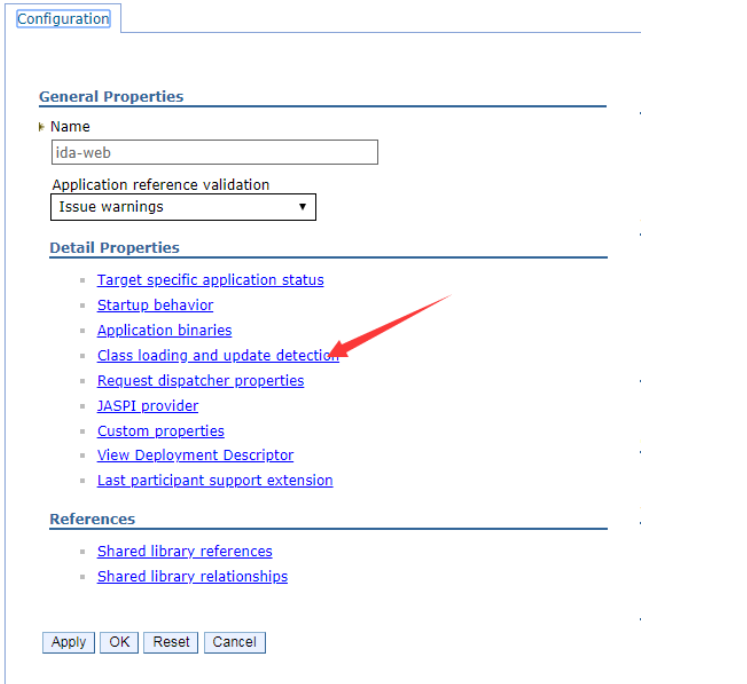 Configuration
General Properties
Name
ida-web
Application reference validation
Issue warnings
Detail Properties
Target specific application status
Startup behavior
Application binaries
Class loading and update detection
Request dispatcher properties
JASPI provider
Custom properties
View Deployment Descriptor
Last participant support extension
References
Shared library references
Shared library relationships
Apply OK Reset Cancel